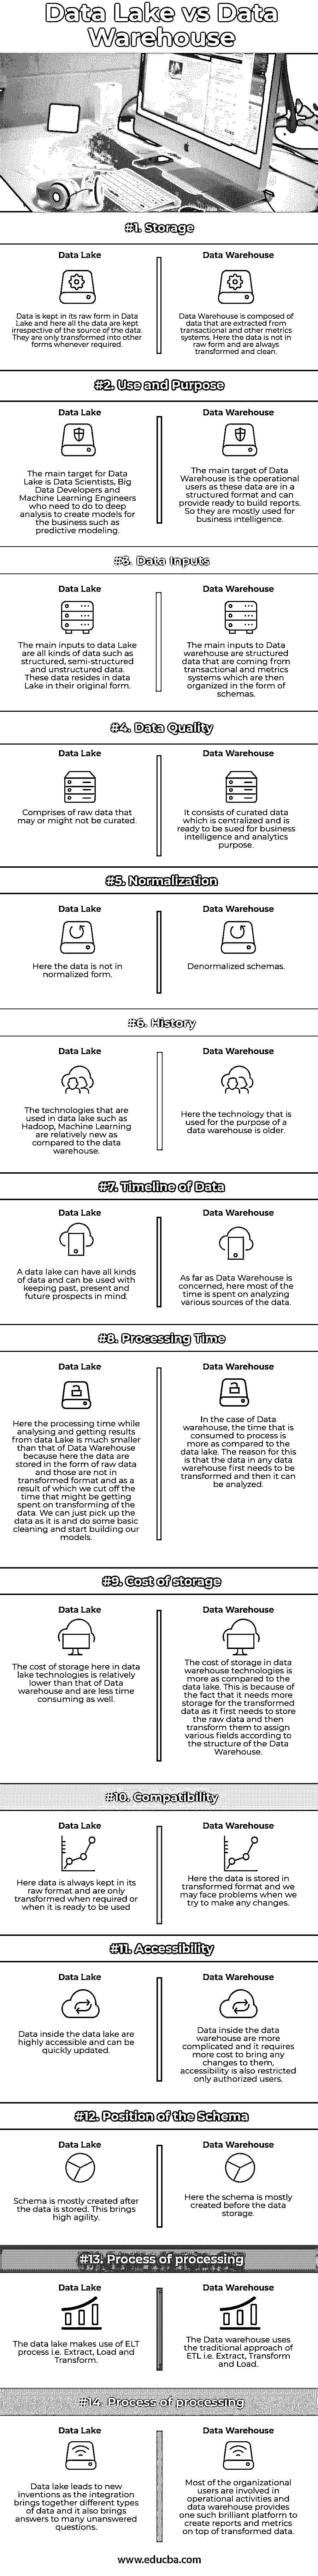 Data Lake vs Data
Warehouse
#1. Storage
Data Lake
Data is kept in its raw form in Data
Lake and here all the data are kept
irrespective of the source of the data.
They are only transformed into other
forms whenever required.
Data Warehouse
Data Warehouse is composed of
data that are extracted from
transactional and other metrics
systems. Here the data is not in
raw form and are always
transformed and clean.
#2. Use and Purpose
Data Lake
The main target for Data
Lake is Data Scientists, Big
Data Developers and
Machine Learning Engineers
who need to do to deep
analysis to create models for
the business such as
predictive modeling.
Data Warehouse
The main target of Data
Warehouse is the operational
users as these data are in a
structured format and can
provide ready to build reports.
So they are mostly used for
business intelligence.
#3. Data Inputs
Data Lake
The main inputs to data Lake
are all kinds of data such as
structured, semi-structured
and unstructured data.
These data resides in data
Lake in their original form.
Data Warehouse
The main inputs to Data
warehouse are structured
data that are coming from
transactional and metrics
systems which are then
organized in the form of
schemas.
#4. Data Quality
Data Lake
Comprises of raw data that
may or might not be curated.
Data Warehouse
It consists of curated data
which is centralized and is
ready to be sued for business
intelligence and analytics
purpose.
#5. Normalization
Data Lake
Here the data is not in
normalized form.
Data Warehouse
Denormalized schemas.
#6. History
Data Lake
The technologies that are
used in data lake such as
Hadoop, Machine Learning
are relatively new as
compared to the data
warehouse.
Data Warehouse
Here the technology that is
used for the purpose of a
data warehouse is older.
#7. Timeline of Data
Data Lake
A data lake can have all kinds
of data and can be used with
keeping past, present and
future prospects in mind.
Data Warehouse
As far as Data Warehouse is
concerned, here most of the
time is spent on analyzing
various sources of the data.
#8. Processing Time
Data Lake
Here the processing time while
analysing and getting results
from data Lake is much smaller
than that of Data Warehouse
because here the data are
stored in the form of raw data
and those are not in
transformed format and as a
result of which we cut off the
time that might be getting
spent on transforming of the
data. We can just pick up the
data as it is and do some basic
cleaning and start building our
models.
Data Warehouse
In the case of Data
warehouse, the time that is
consumed to process is
more as compared to the
data lake. The reason for this
is that the data in any data
warehouse first needs to be
transformed and then it can
be analyzed.
#9. Cost of storage
Data Lake
The cost of storage here in data
lake technologies is relatively
lower than that of Data
warehouse and are less time
consuming as well.
Data Warehouse
The cost of storage in data
warehouse technologies is
more as compared to the
data lake. This is because of
the fact that it needs more
storage for the transformed
data as it first needs to store
the raw data and then
transform them to assign
various fields according to
the structure of the Data
Warehouse.
#10. Compatibility
Data Lake
Here data is always kept in its
raw format and are only
transformed when required or
when it is ready to be used
Data Warehouse
Here the data is stored in
transformed format and we
may face problems when we
try to make any changes.
#11. Accessibility
Data Lake
Data inside the data lake are
highly accessible and can be
quickly updated.
Data Warehouse
Data inside the data
warehouse are more
complicated and it requires
more cost to bring any
changes to them,
accessibility is also restricted
only authorized users.
#12. Position of the Schema
Data Lake
Schema is mostly created after
the data is stored. This brings
high agility.
Data Warehouse
Here the schema is mostly
created before the data
storage.
#13. Process of processing
Data Lake
The data lake makes use of ELT
process i.e. Extract, Load and
Transform.
Data Warehouse
The Data warehouse uses
the traditional approach of
ETL i.e. Extract, Transform
and Load.
#14. Process of processing
Data Lake
Data lake leads to new
inventions as the integration
brings together different types
of data and it also brings
answers to many unanswered
questions.
Data Warehouse
Most of the organizational
users are involved in
operational activities and
data warehouse provides
one such brilliant platform to
create reports and metrics
on top of transformed data.
www.educba.com